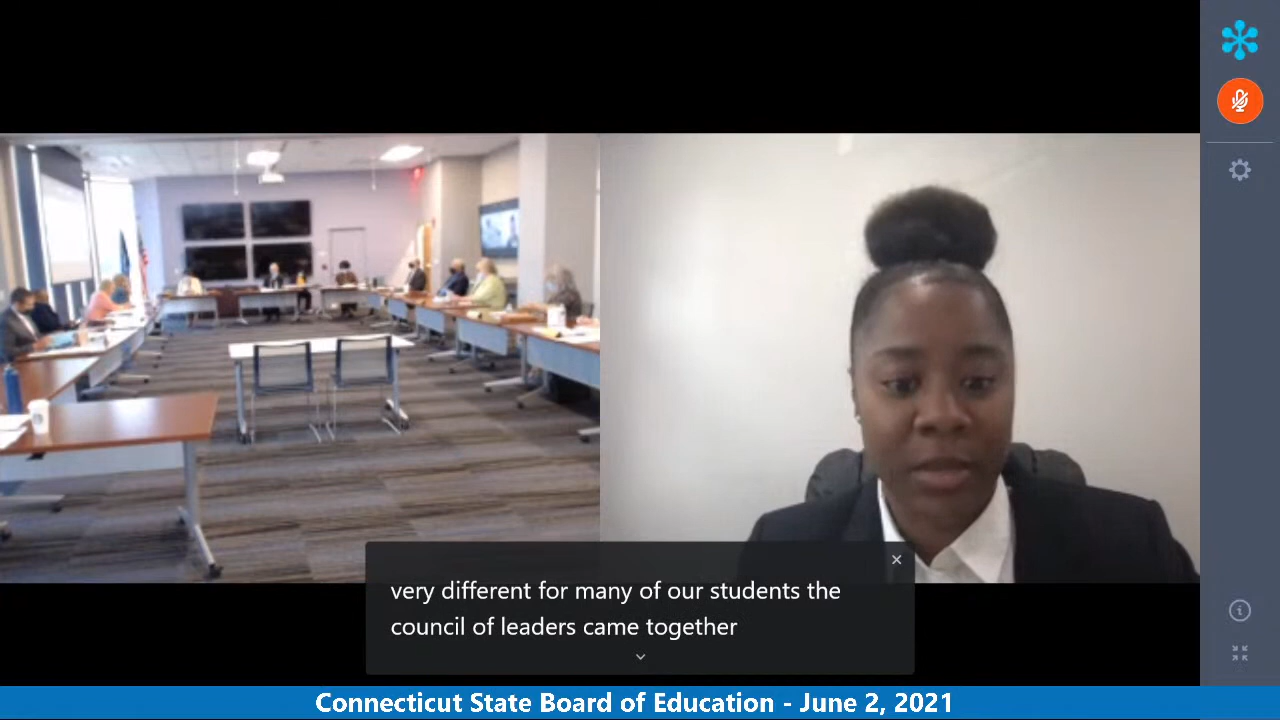 very different for many of our students the
council of leaders came together
Connecticut State Board of Education - June 2, 2021